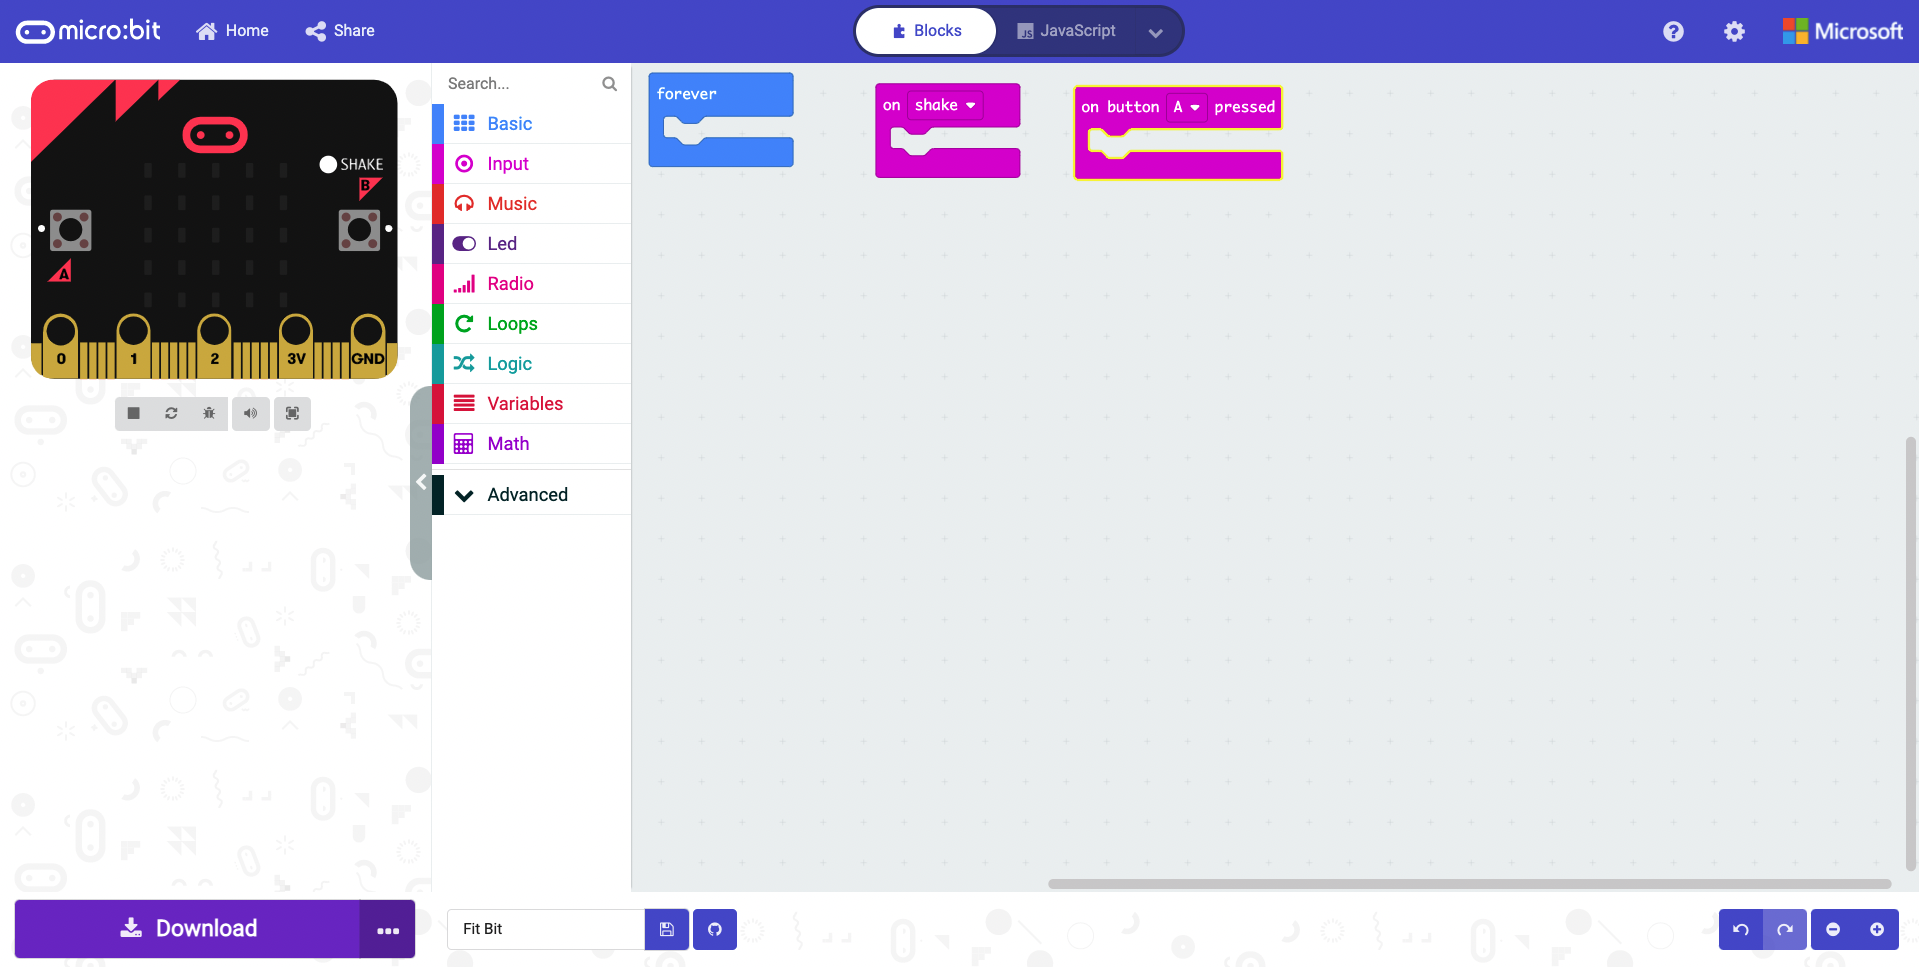 micro:bit Home Share Blocks JS JavaScript ? Microsoft
Search...
Basic
Input
Music
Led
Radio
Loops
Logic
Variables
Math
Advanced
SHAKE
B
A
0 1 2 3V GND
forever
on shake
on button A pressed
Download ...
Fit Bit